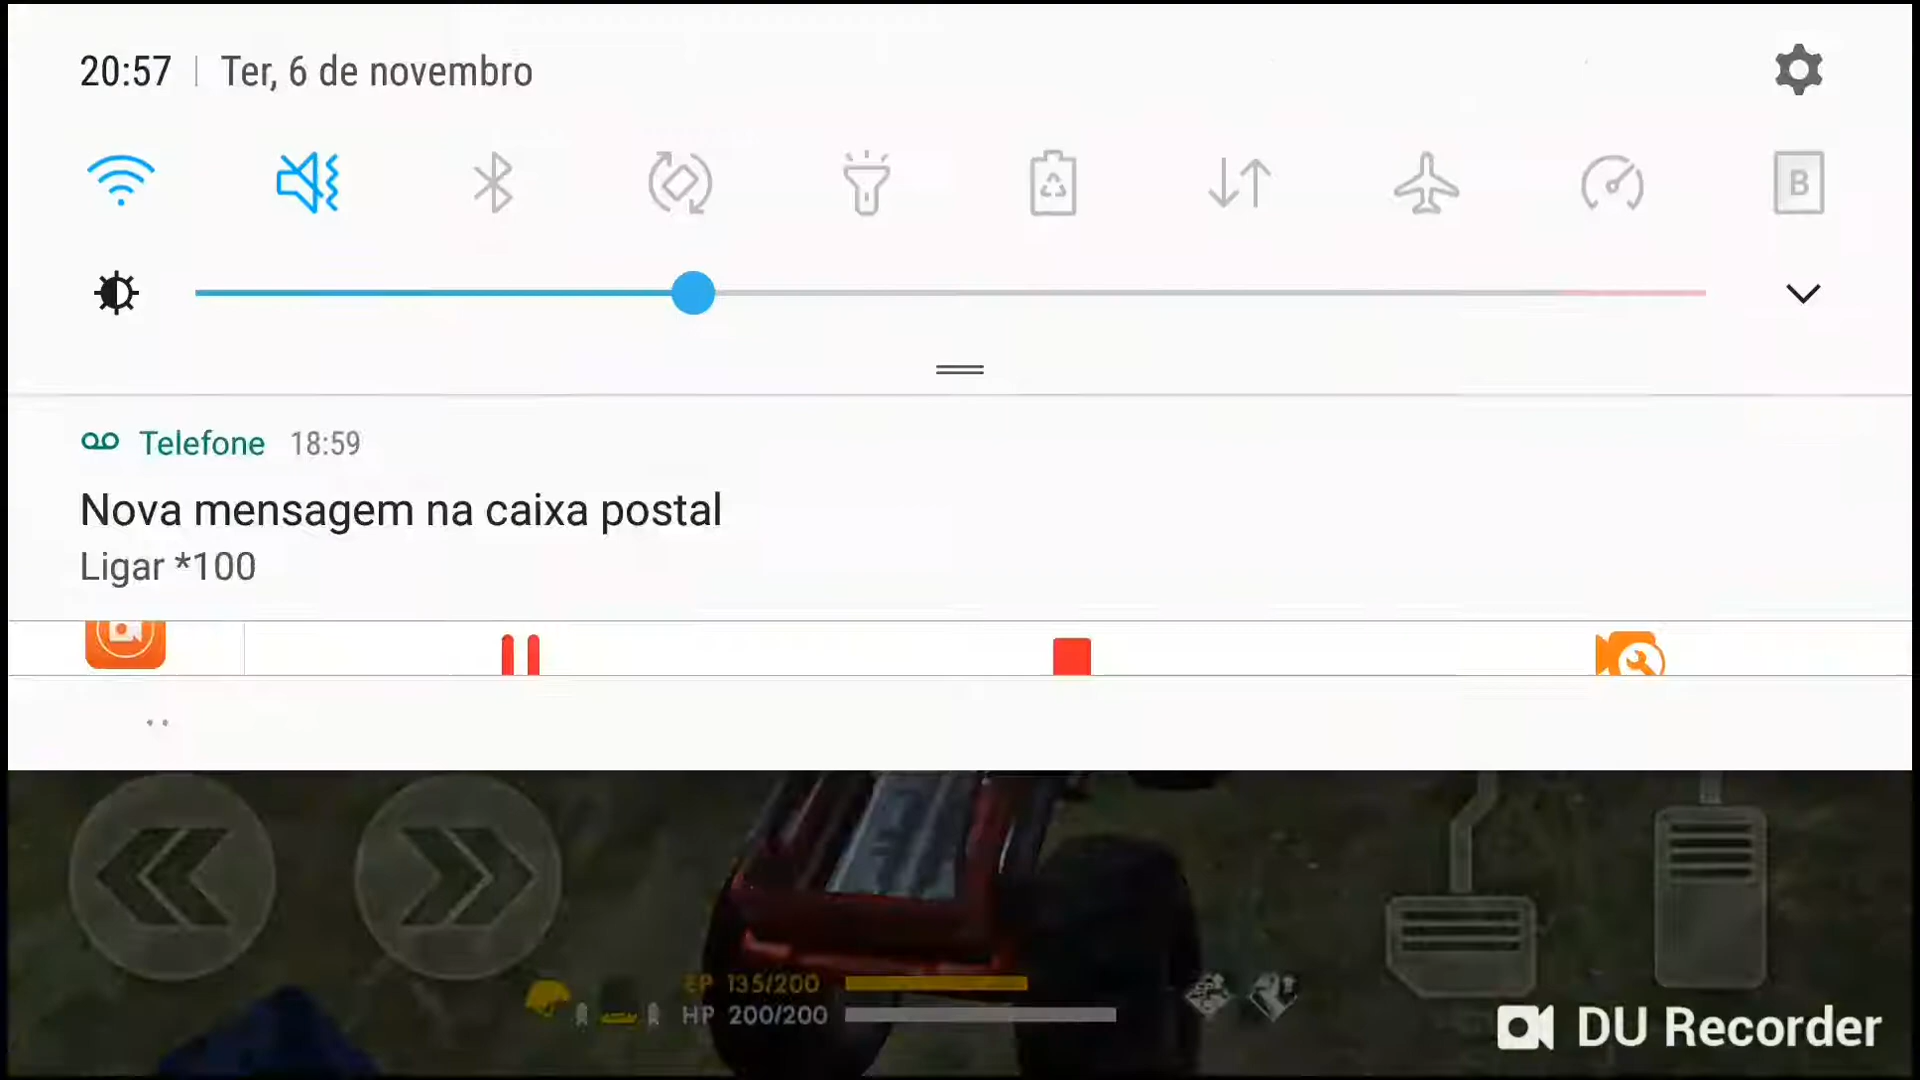 20:57 | Ter, 6 de novembro
B
Telefone 18:59
Nova mensagem na caixa postal
Ligar *100
EP 135/200
HP 200/200
DU Recorder